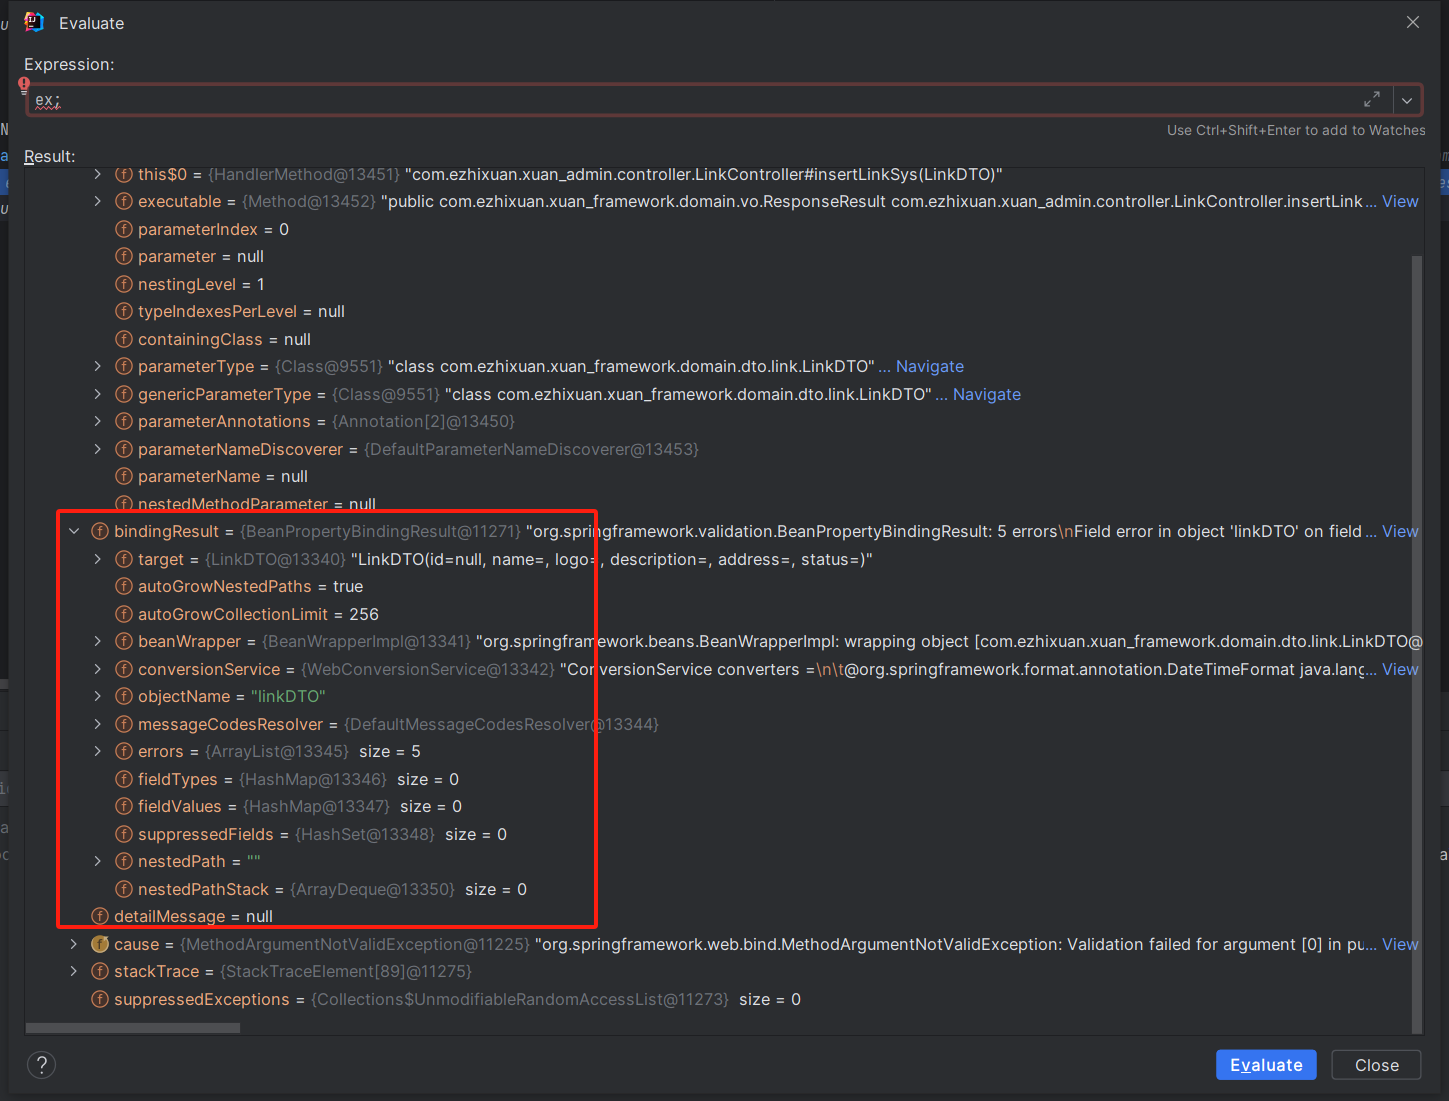 Evaluate
Expression:
ex;
Use Ctrl+Shift+Enter to add to Watches
Result:
this$0 = {HandlerMethod@13451} "com.ezhixuan.xuan_admin.controller.LinkController#insertLinkSys(LinkDTO)"
executable = {Method@13452} "public com.ezhixuan.xuan_framework.domain.vo.ResponseResult com.ezhixuan.xuan_admin.controller.LinkController.insertLink... View
parameterIndex = 0
parameter = null
nestingLevel = 1
typeIndexesPerLevel = null
containingClass = null
parameterType = {Class@9551} "class com.ezhixuan.xuan_framework.domain.dto.link.LinkDTO" ... Navigate
genericParameterType = {Class@9551} "class com.ezhixuan.xuan_framework.domain.dto.link.LinkDTO" ... Navigate
parameterAnnotations = {Annotation[2]@13450}
parameterNameDiscoverer = {DefaultParameterNameDiscoverer@13453}
parameterName = null
nestedMethodParameter = null
bindingResult = {BeanPropertyBindingResult@11271} "org.springframework.validation.BeanPropertyBindingResult: 5 errors\nField error in object 'linkDTO' on field ... View
target = {LinkDTO@13340} "LinkDTO(id=null, name=, logo=, description=, address=, status=)"
autoGrowNestedPaths = true
autoGrowCollectionLimit = 256
beanWrapper = {BeanWrapperImpl@13341} "org.springframework.beans.BeanWrapperImpl: wrapping object [com.ezhixuan.xuan_framework.domain.dto.link.LinkDTO@
conversionService = {WebConversionService@13342} "ConversionService converters =\n\t@org.springframework.format.annotation.DateTimeFormat java.lang... View
objectName = "linkDTO"
messageCodesResolver = {DefaultMessageCodesResolver@13344}
errors = {ArrayList@13345} size = 5
fieldTypes = {HashMap@13346} size = 0
fieldValues = {HashMap@13347} size = 0
suppressedFields = {HashSet@13348} size = 0
nestedPath = ""
nestedPathStack = {ArrayDeque@13350} size = 0
detailMessage = null
cause = {MethodArgumentNotValidException@11225} "org.springframework.web.bind.MethodArgumentNotValidException: Validation failed for argument [0] in pu... View
stackTrace = {StackTraceElement[89]@11275}
suppressedExceptions = {Collections$UnmodifiableRandomAccessList@11273} size = 0
?
Evaluate
Close